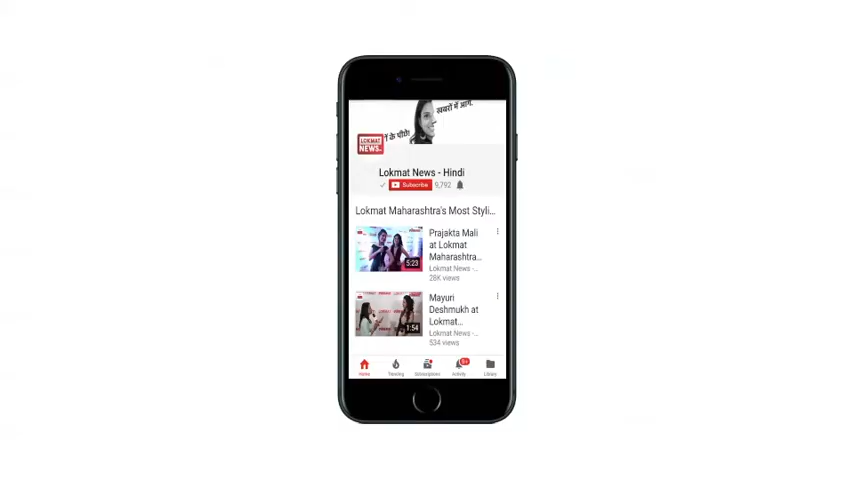 खबरों में आगे,
LOKMAT
NEWS
के पीछे!
Lokmat News - Hindi
Subscribe 9,792
Lokmat Maharashtra's Most Styli...
Prajakta Mali
at Lokmat
Maharashtra...
Lokmat News -...
28K views
5:23
Mayuri
Deshmukh at
Lokmat...
Lokmat News -...
534 views
1:54
Home Trending Subscriptions Activity Library
9+